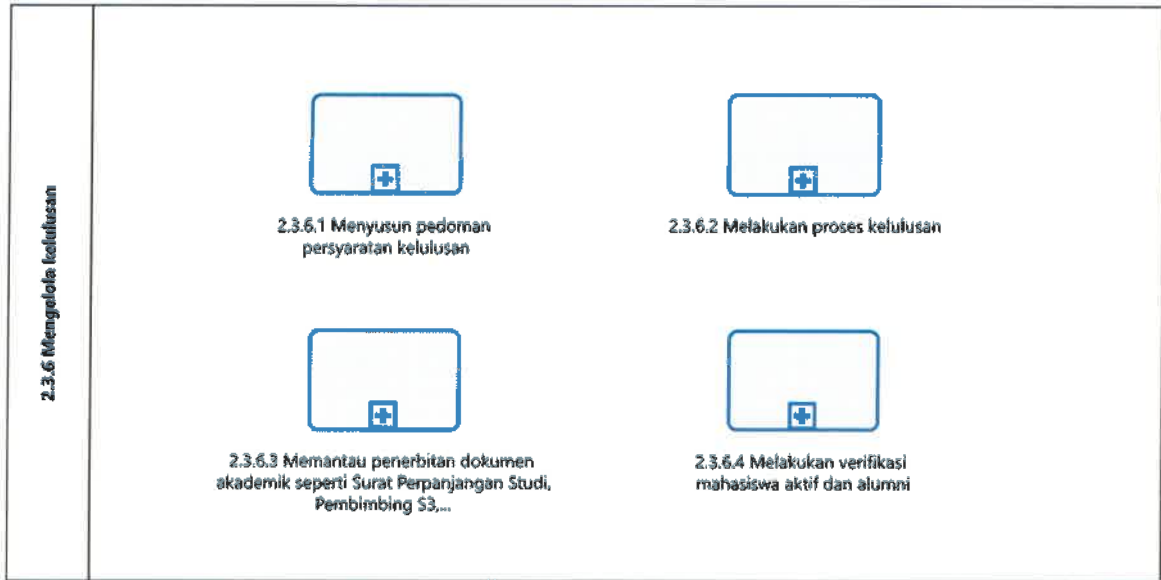 2.3.6 Mengelola kelulusan
2.3.6.1 Menyusun pedoman
persyaratan kelulusan
2.3.6.2 Melakukan proses kelulusan
2.3.6.3 Memantau penerbitan dokumen
akademik seperti Surat Perpanjangan Studi,
Pembimbing S3,...
2.3.6.4 Melakukan verifikasi
mahasiswa aktif dan alumni